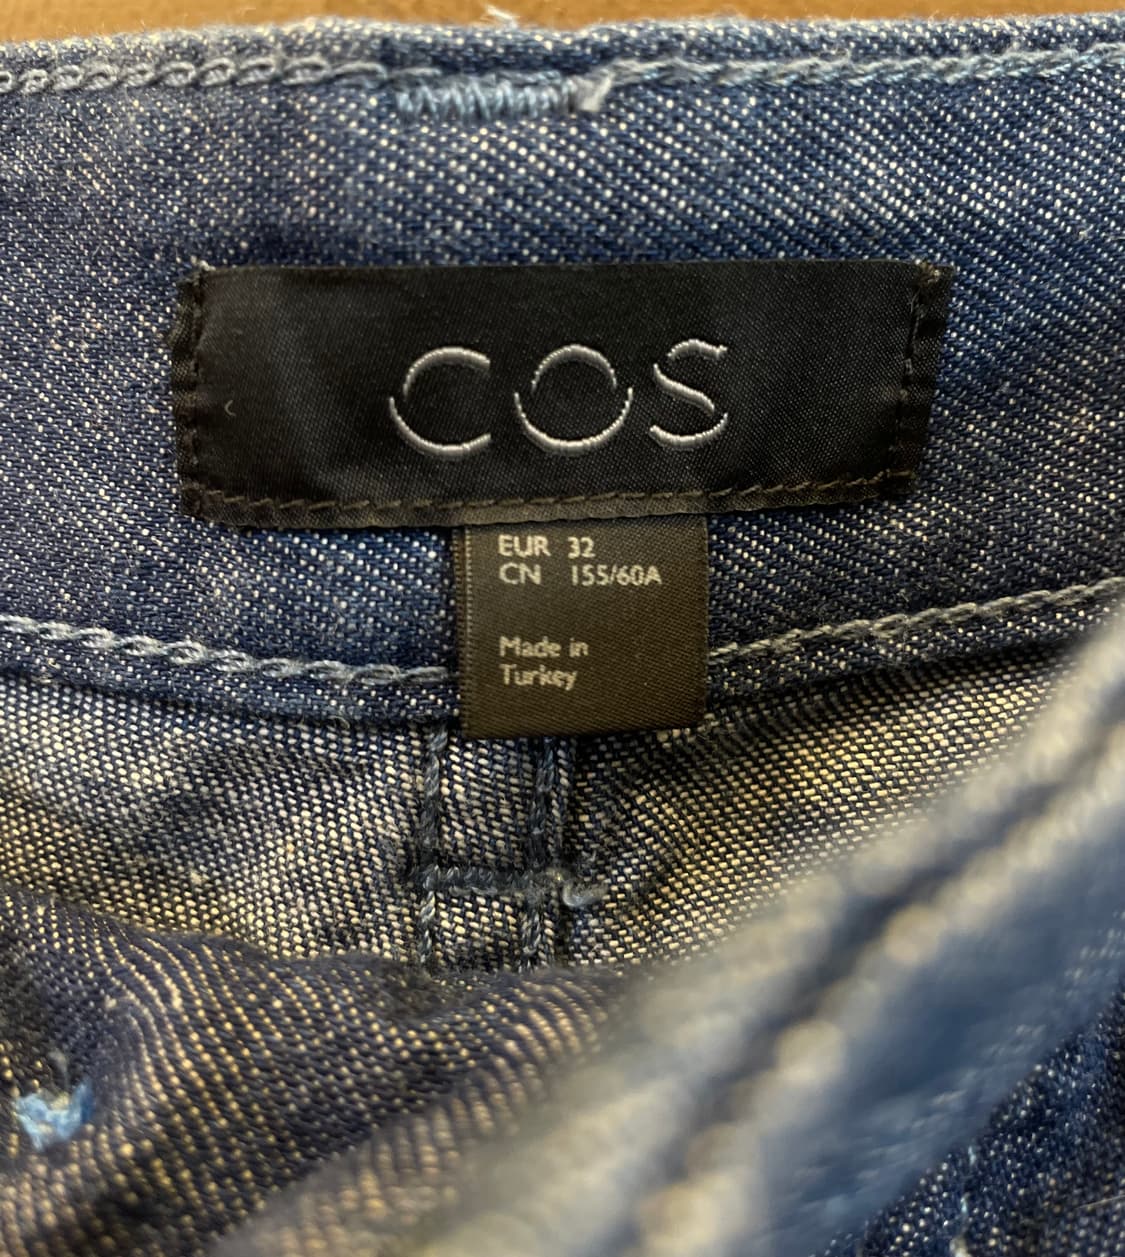 COS
EUR 32
CN 155/60A
Made in
Turkey